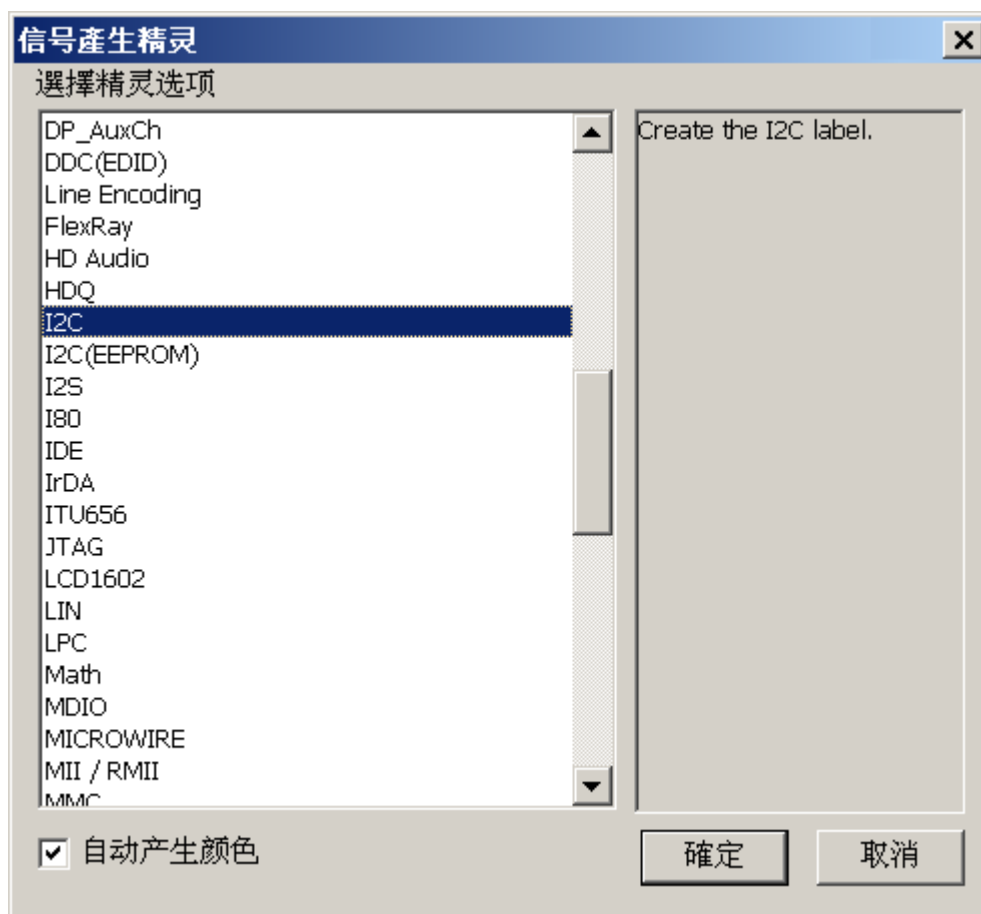 信号產生精灵
選擇精灵选项
DP_AuxCh
DDC(EDID)
Line Encoding
FlexRay
HD Audio
HDQ
I2C
I2C(EEPROM)
I2S
I80
IDE
IrDA
ITU656
JTAG
LCD1602
LIN
LPC
Math
MDIO
MICROWIRE
MII / RMII
MMC
Create the I2C label.
自动产生颜色
確定
取消